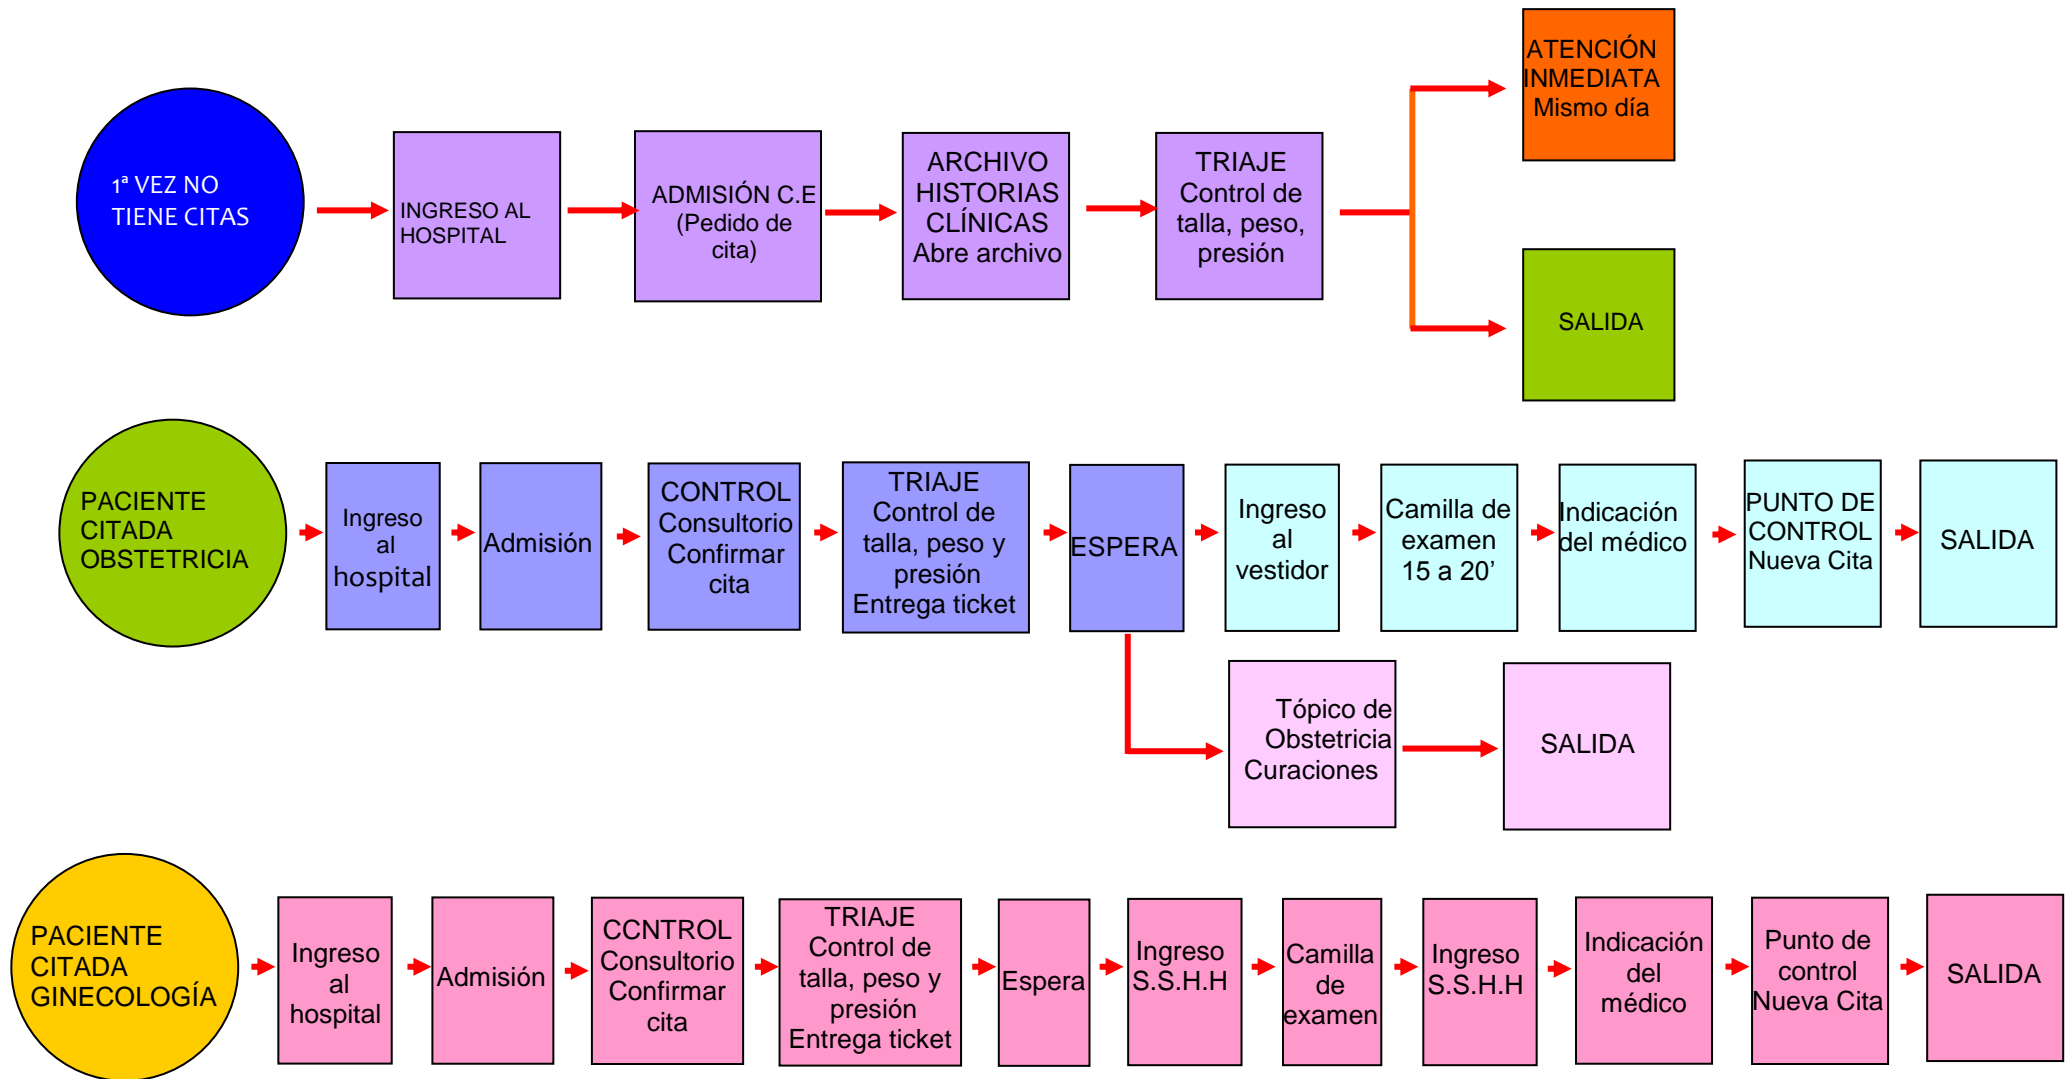 1ª VEZ NO
TIENE CITAS
INGRESO AL
HOSPITAL
ADMISIÓN C.E
(Pedido de
cita)
ARCHIVO
HISTORIAS
CLÍNICAS
Abre archivo
TRIAJE
Control de
talla, peso,
presión
ATENCIÓN
INMEDIATA
Mismo día
SALIDA
PACIENTE
CITADA
OBSTETRICIA
Ingreso
al
hospital
Admisión
CONTROL
Consultorio
Confirmar
cita
TRIAJE
Control de
talla, peso y
presión
Entrega ticket
ESPERA
Ingreso
al
vestidor
Camilla de
examen
15 a 20’
Indicación
del médico
PUNTO DE
CONTROL
Nueva Cita
SALIDA
Tópico de
Obstetricia
Curaciones
SALIDA
PACIENTE
CITADA
GINECOLOGÍA
Ingreso
al
hospital
Admisión
CCNTROL
Consultorio
Confirmar
cita
TRIAJE
Control de
talla, peso y
presión
Entrega ticket
Espera
Ingreso
S.S.H.H
Camilla
de
examen
Ingreso
S.S.H.H
Indicación
del
médico
Punto de
control
Nueva Cita
SALIDA